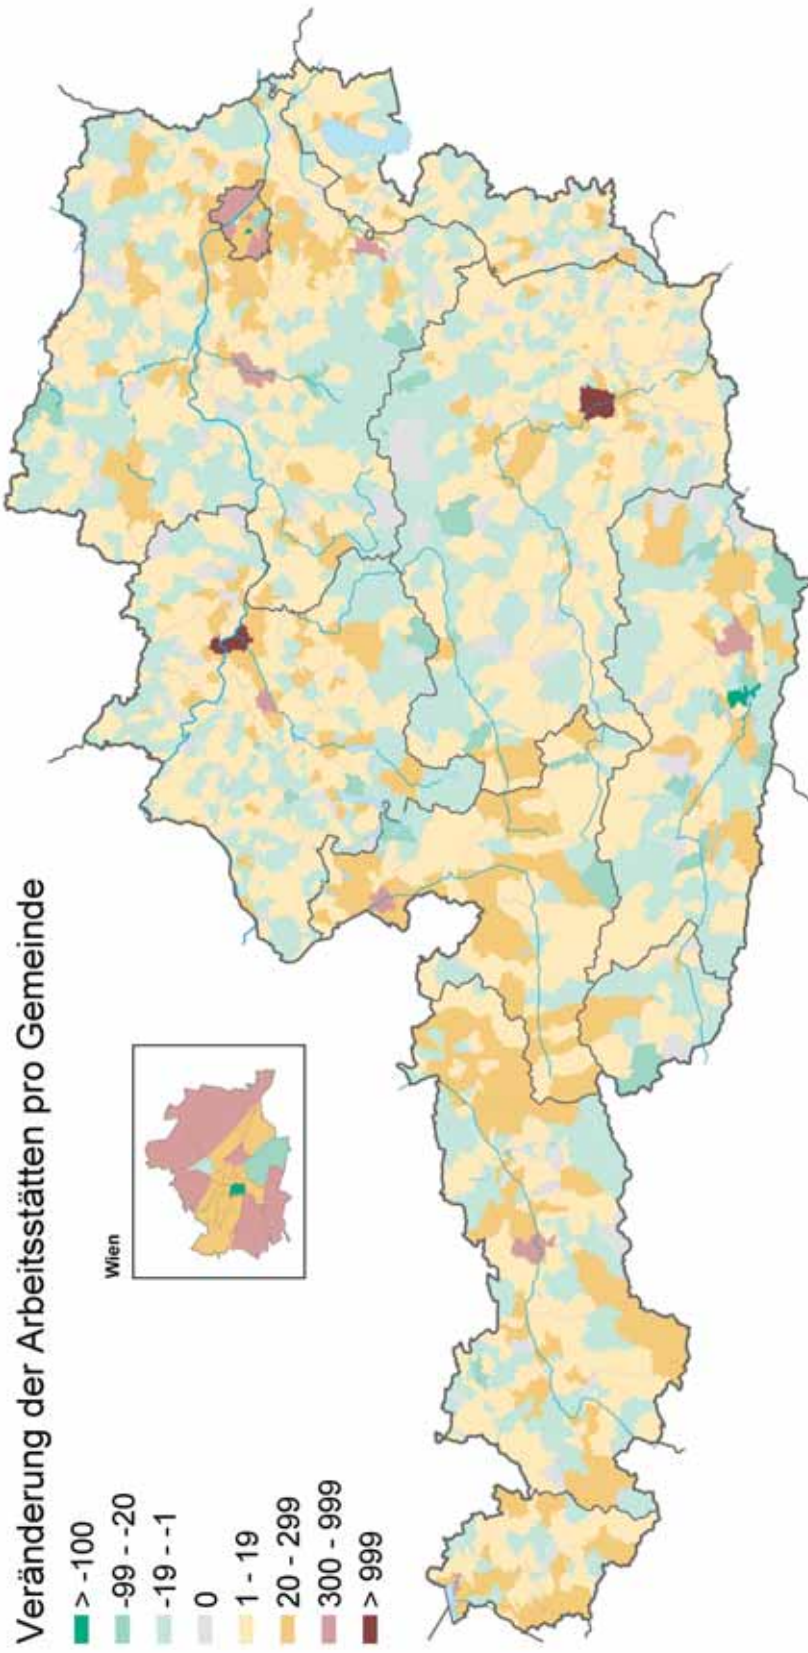 Veränderung der Arbeitsstätten pro Gemeinde
> -100
-99 - -20
-19 - -1
0
1 - 19
20 - 299
300 - 999
> 999
Wien